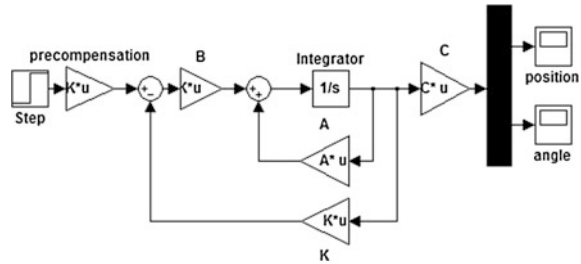 precompensation
B
Integrator
C
K*u
+
−
K*u
+
+
1/s
C* u
position
Step
A
A* u
angle
K*u
K